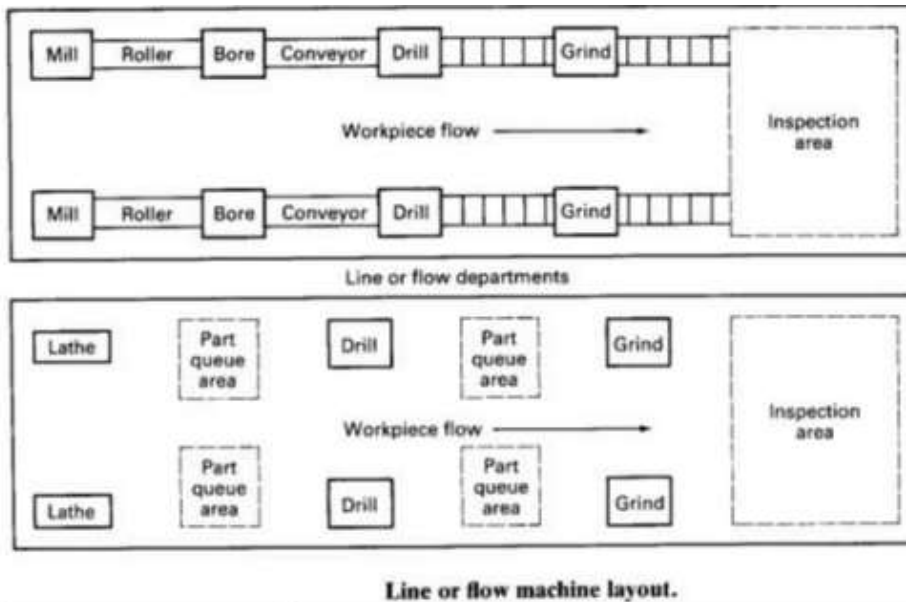 Mill Roller Bore Conveyor Drill Grind
Inspection
area
Workpiece flow
Mill Roller Bore Conveyor Drill Grind
Line or flow departments
Lathe
Part
queue
area
Drill
Part
queue
area
Grind
Inspection
area
Workpiece flow
Lathe
Part
queue
area
Drill
Part
queue
area
Grind
Line or flow machine layout.